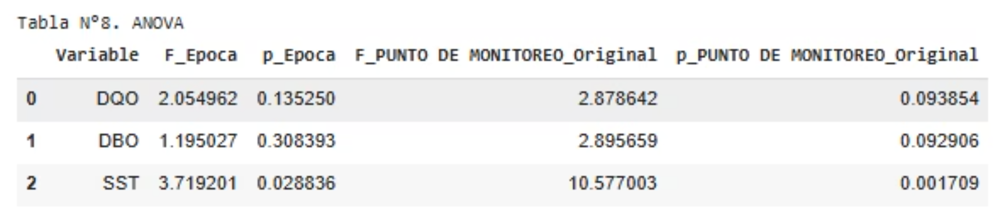 Tabla N°8. ANOVA
Variable F_Epoca p_Epoca F_PUNTO DE MONITOREO_Original p_PUNTO DE MONITOREO_Original
0 DQO 2.054962 0.135250 2.878642 0.093854
1 DBO 1.195027 0.308393 2.895659 0.092906
2 SST 3.719201 0.028836 10.577003 0.001709